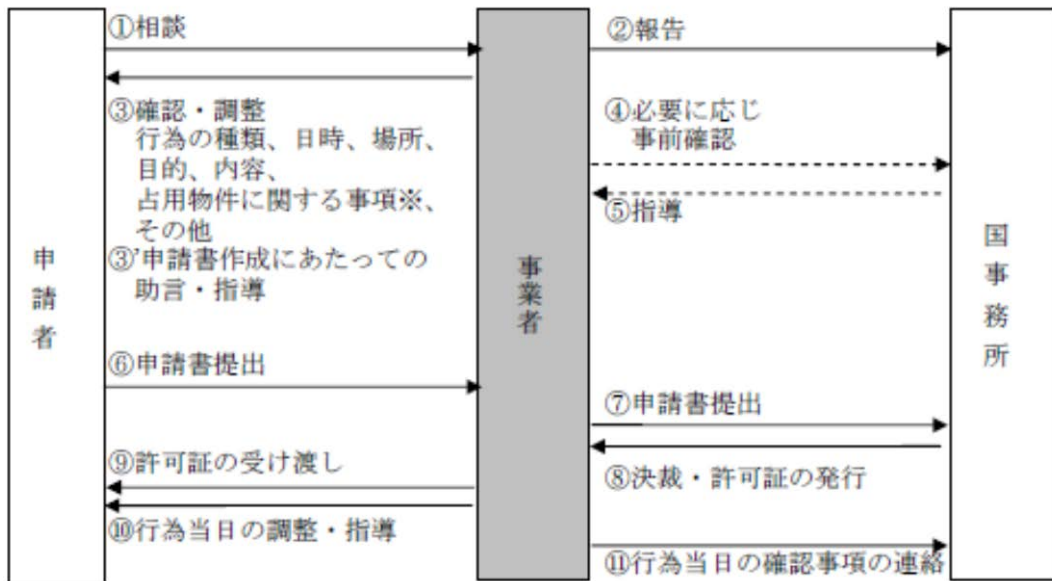 ①相談
②報告
③確認・調整
行為の種類、日時、場所、
目的、内容、
占用物件に関する事項※、
その他
③’申請書作成にあたっての
助言・指導
④必要に応じ
事前確認
⑤指導
申請者
事業者
国事務所
⑥申請書提出
⑦申請書提出
⑧決裁・許可証の発行
⑨許可証の受け渡し
⑩行為当日の調整・指導
⑪行為当日の確認事項の連絡